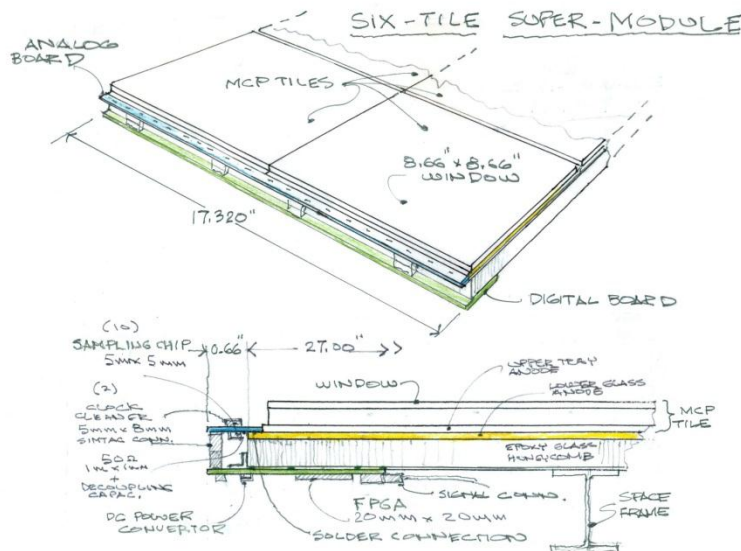 SIX-TILE SUPER-MODULE
ANALOG
BOARD
MCP TILES
8.66" x 8.66"
WINDOW
17.320"
DIGITAL BOARD
(10)
SAMPLING CHIP
5mm x 5mm
0.66"
27.00"
(2)
CLOCK
CLEANER
5mm x 8mm
CONN.
50Ω
1m x 1mm
+
DECOUPLING
CAPAC.
DC POWER
CONVERTOR
WINDOW
UPPER TRAY
ANODE
LOWER GLASS
ANODE
MCP
TILE
EPOXY GLASS/
HONEYCOMB
FPGA
20mm x 20mm
SIGNAL CONN.
SOLDER CONNECTION
SPACE
FRAME